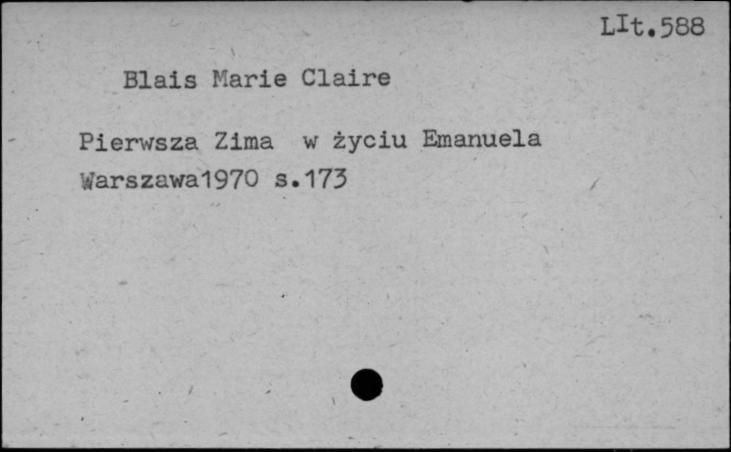 LIt.588
Blais Marie Claire
Pierwsza Zima w życiu Emanuela
Warszawa1970 s.173